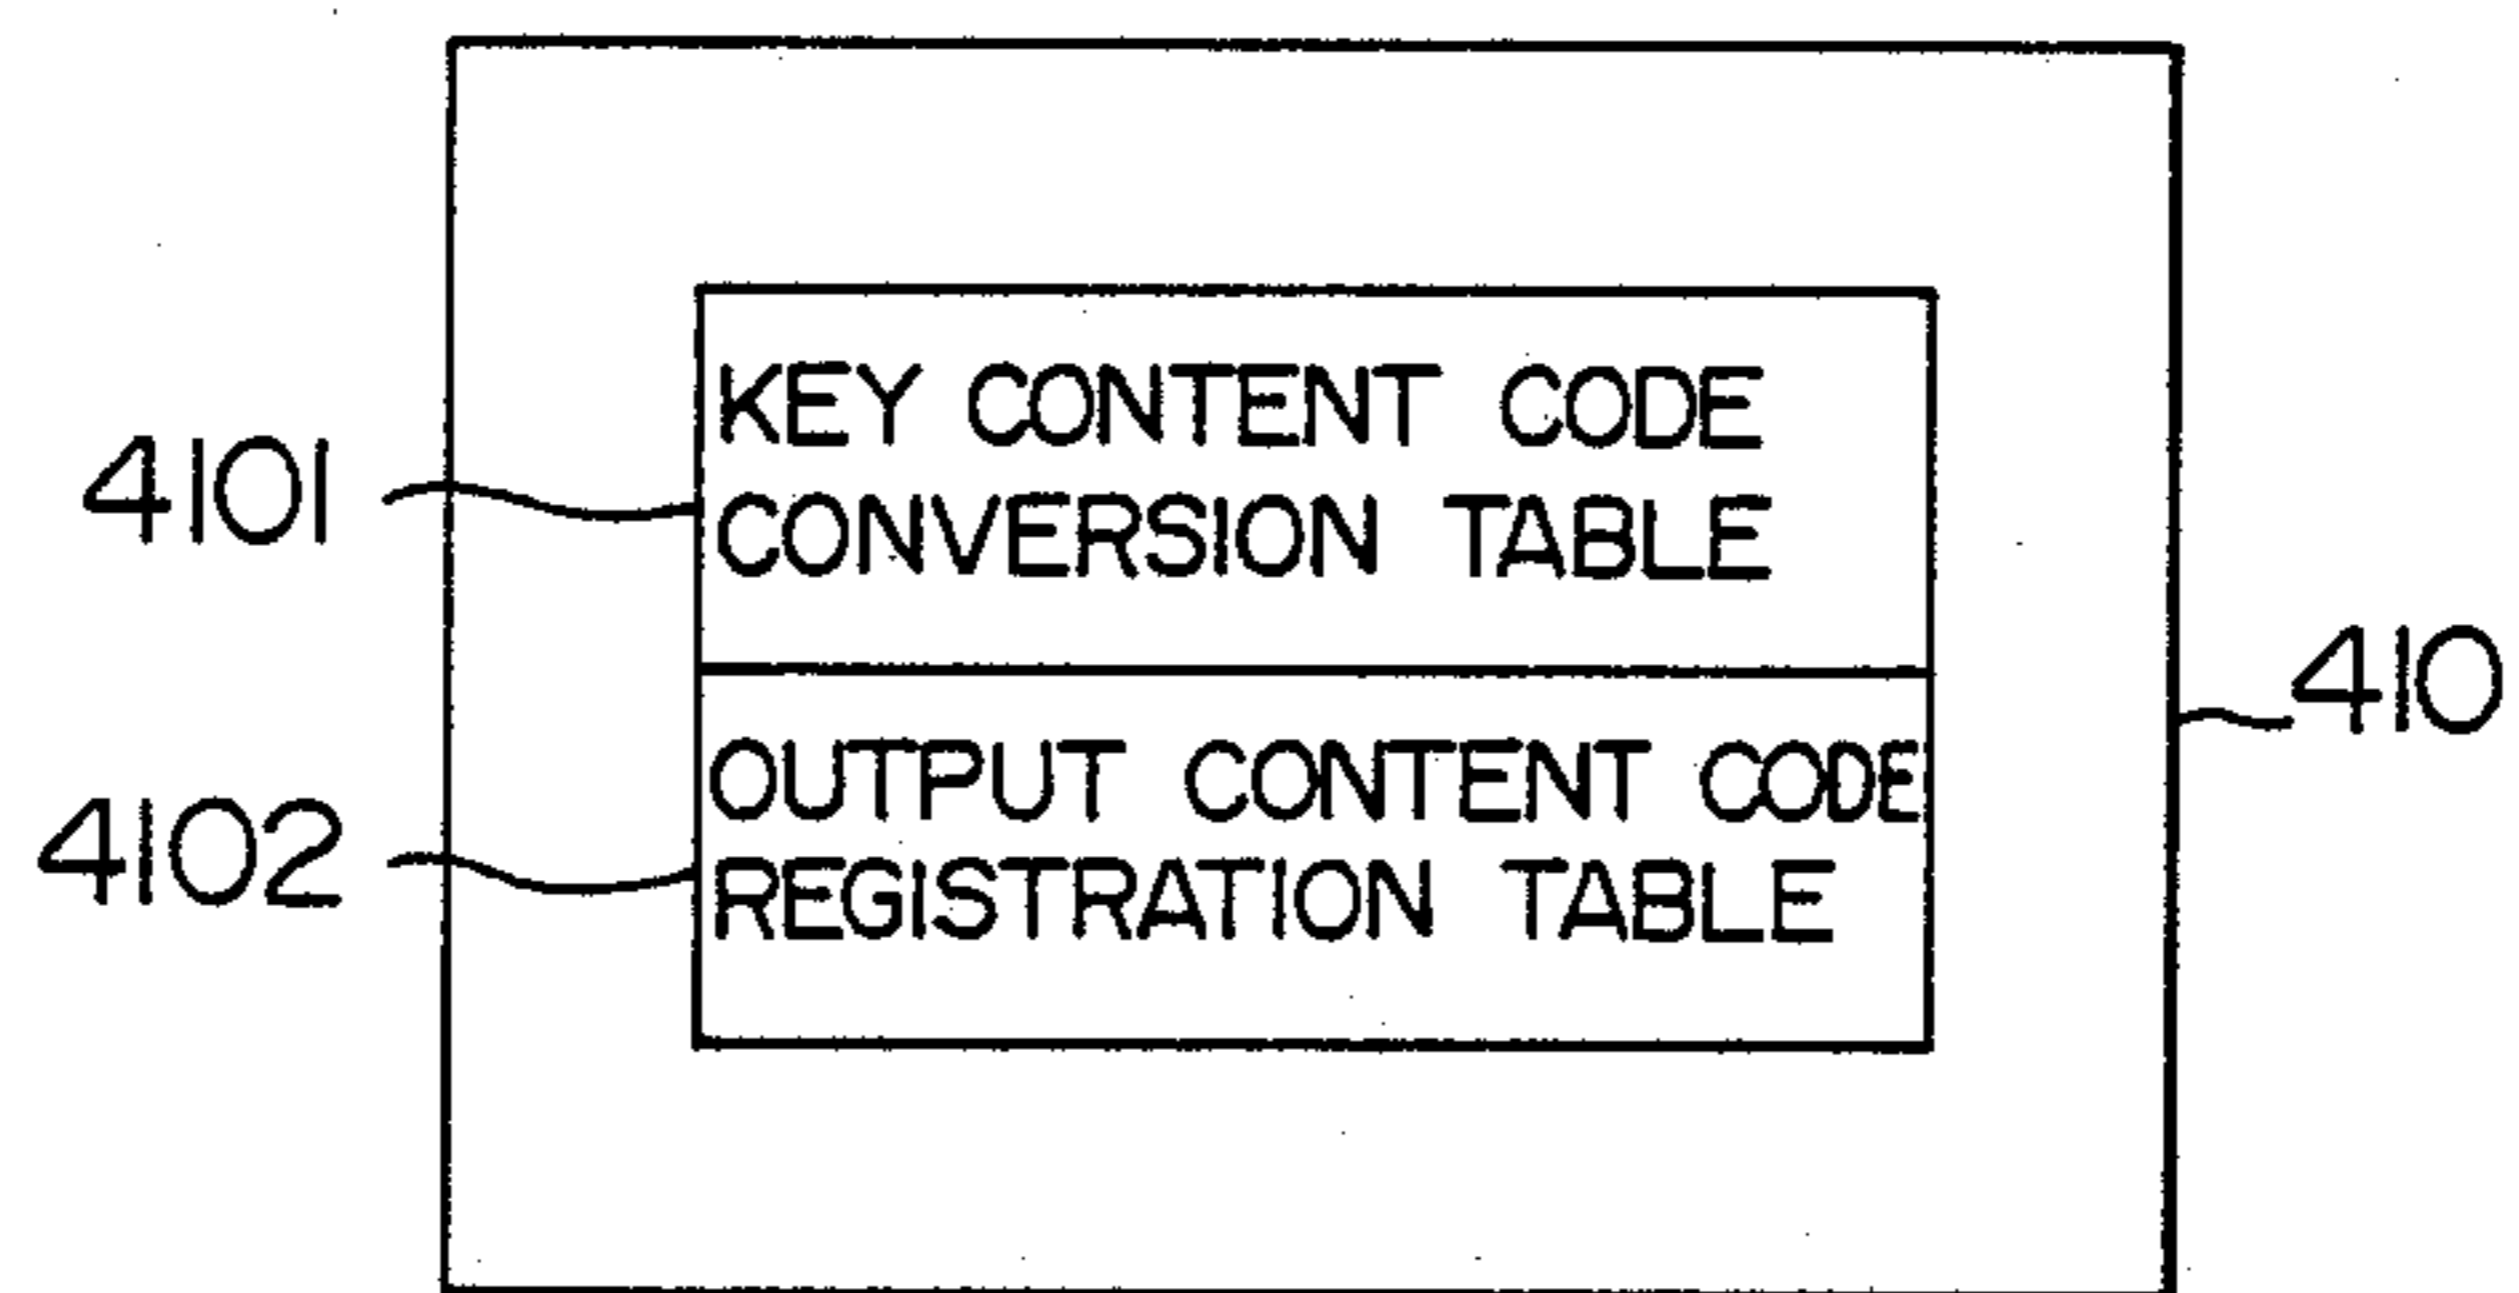 KEY CONTENT CODE
CONVERSION TABLE
4101
410
OUTPUT CONTENT CODE
REGISTRATION TABLE
4102